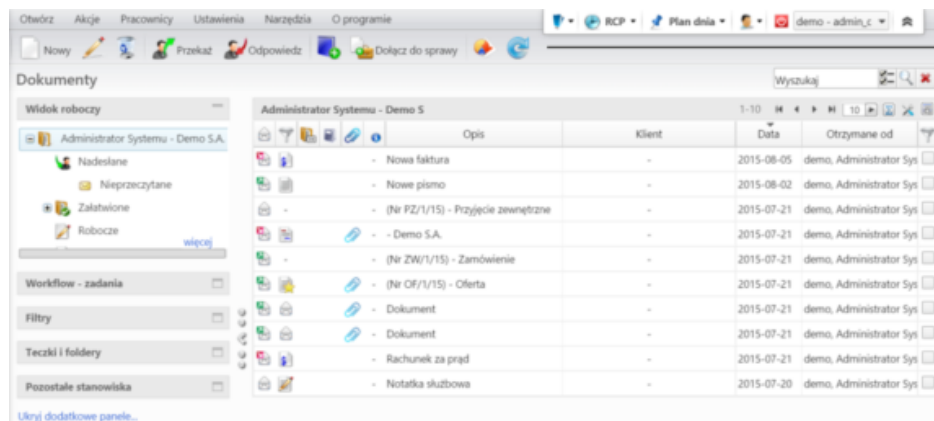 Otwórz Akcje Pracownicy Ustawienia Narzędzia O programie RCP Plan dnia demo - admin_c
Nowy Przekaż Odpowiedz Dołącz do sprawy
Dokumenty Wyszukaj
Widok roboczy
Administrator Systemu - Demo S.A.
Nadesłane
Nieprzeczytane
Załatwione
Robocze
więcej
Workflow - zadania
Filtry
Teczki i foldery
Pozostałe stanowiska
Ukryj dodatkowe panele...
Administrator Systemu - Demo S 1-10 10
Opis Klient Data Otrzymane od
- Nowa faktura - 2015-08-05 demo, Administrator Sys
- Nowe pismo - 2015-08-02 demo, Administrator Sys
- - (Nr PZ/1/15) - Przyjęcie zewnętrzne - 2015-07-21 demo, Administrator Sys
- - Demo S.A. - 2015-07-21 demo, Administrator Sys
- - (Nr ZW/1/15) - Zamówienie - 2015-07-21 demo, Administrator Sys
- (Nr OF/1/15) - Oferta - 2015-07-21 demo, Administrator Sys
- Dokument - 2015-07-21 demo, Administrator Sys
- Dokument - 2015-07-21 demo, Administrator Sys
- Rachunek za prąd - 2015-07-21 demo, Administrator Sys
- Notatka służbowa - 2015-07-20 demo, Administrator Sys